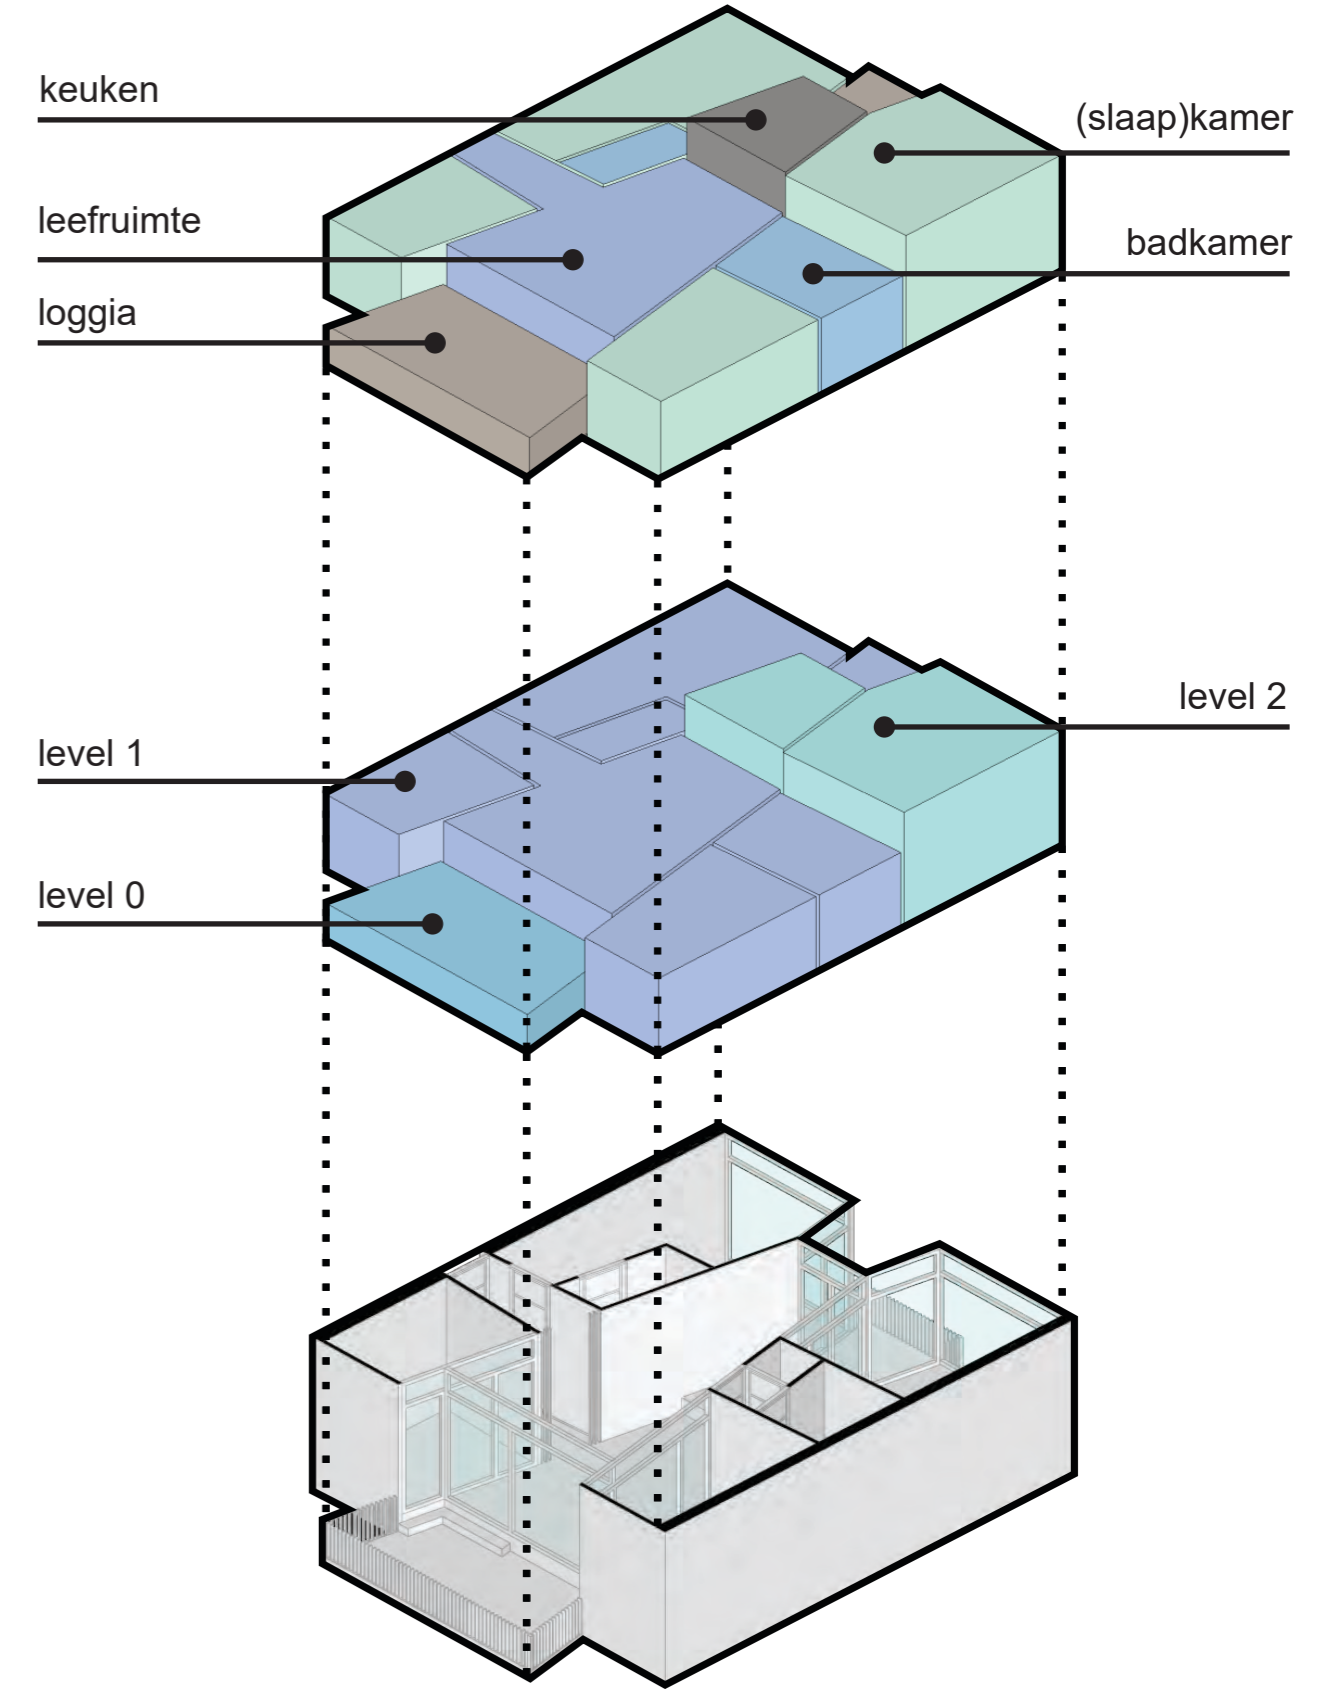 keuken
(slaap)kamer
leefruimte
badkamer
loggia
level 2
level 1
level 0